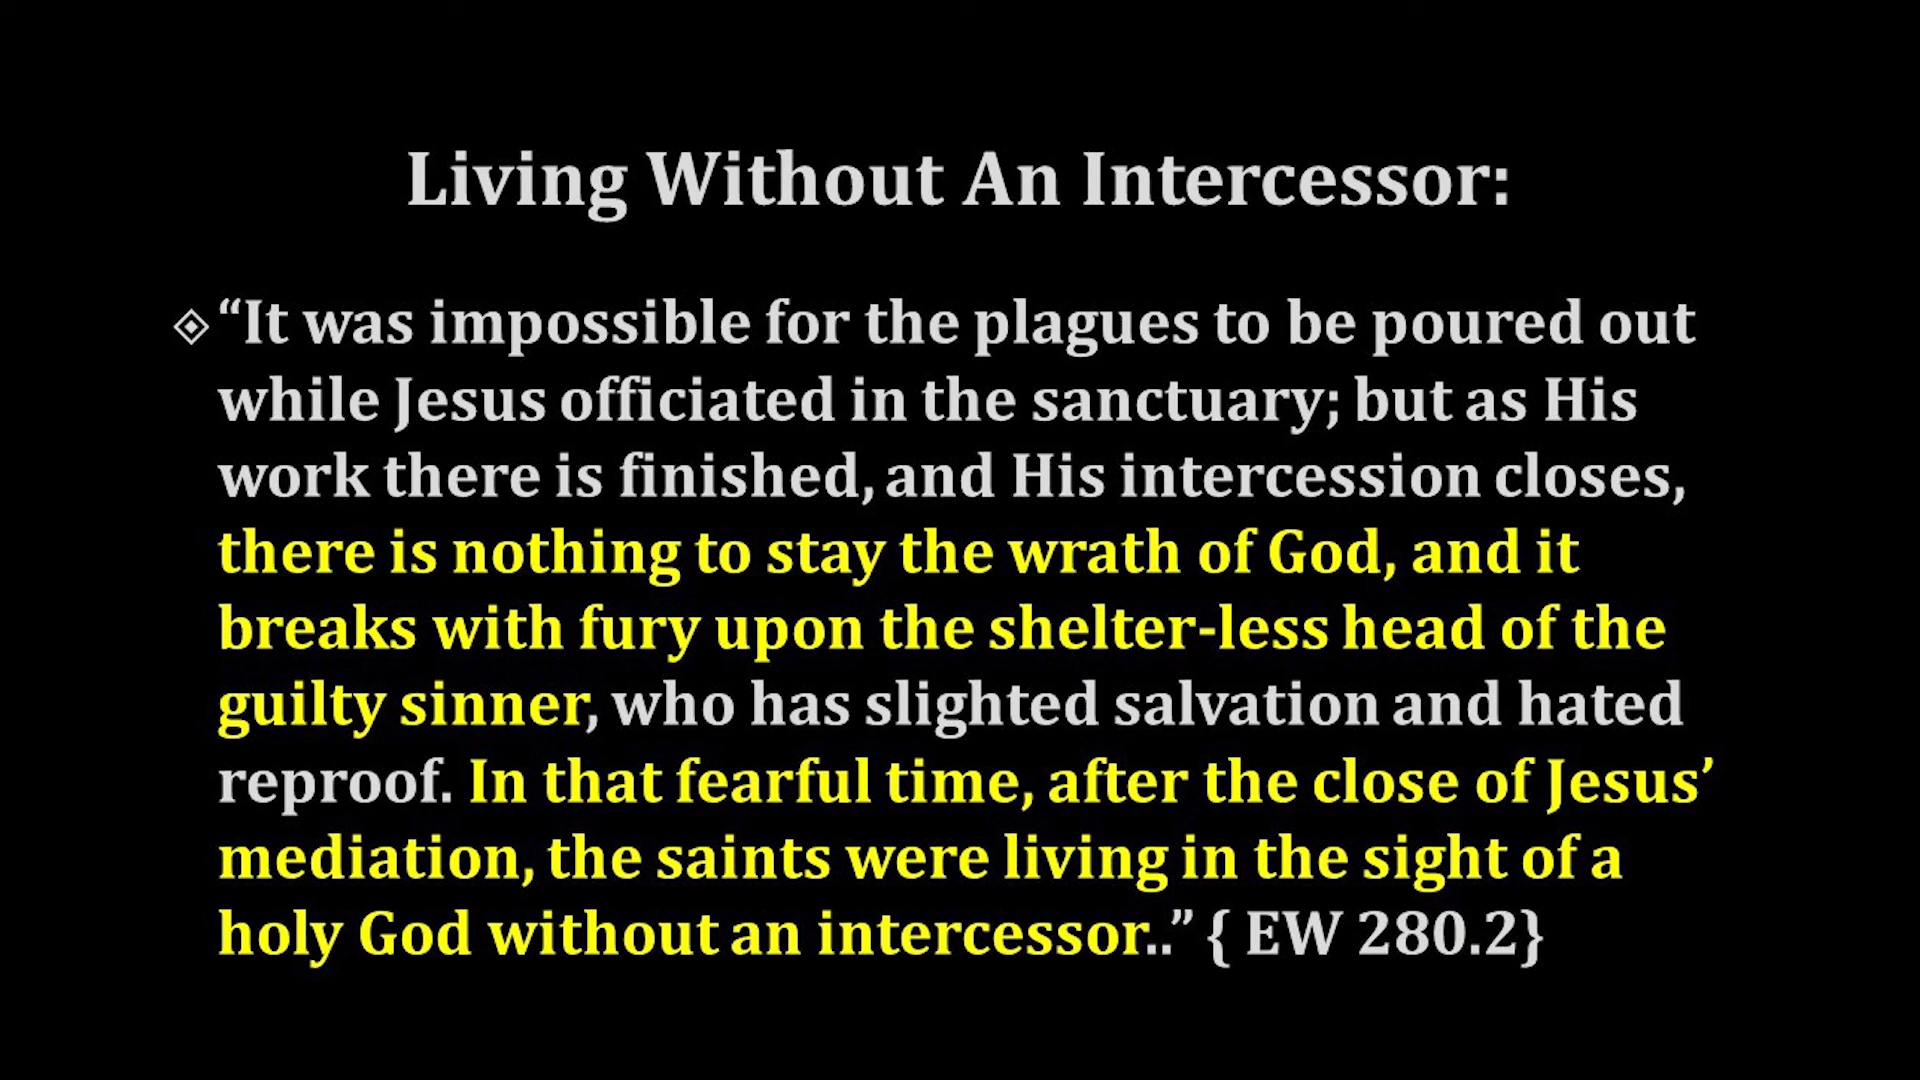 Living Without An Intercessor:
“It was impossible for the plagues to be poured out
while Jesus officiated in the sanctuary; but as His
work there is finished, and His intercession closes,
there is nothing to stay the wrath of God, and it
breaks with fury upon the shelter-less head of the
guilty sinner, who has slighted salvation and hated
reproof. In that fearful time, after the close of Jesus’
mediation, the saints were living in the sight of a
holy God without an intercessor..” { EW 280.2}